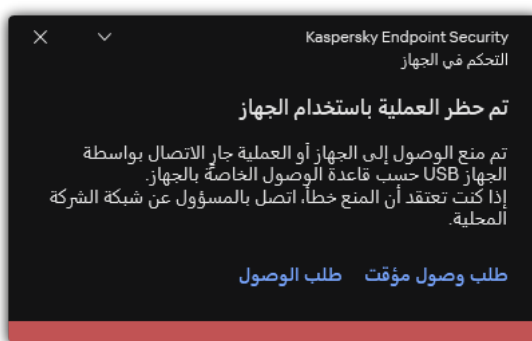 Kaspersky Endpoint Security
التحكم في الجهاز
تم حظر العملية باستخدام الجهاز
تم منع الوصول إلى الجهاز أو العملية جارٍ الاتصال بواسطة
الجهاز USB حسب قاعدة الوصول الخاصة بالجهاز.
إذا كنت تعتقد أن المنع خطأ، اتصل بالمسؤول عن شبكة الشركة
المحلية.
طلب وصول مؤقت طلب الوصول